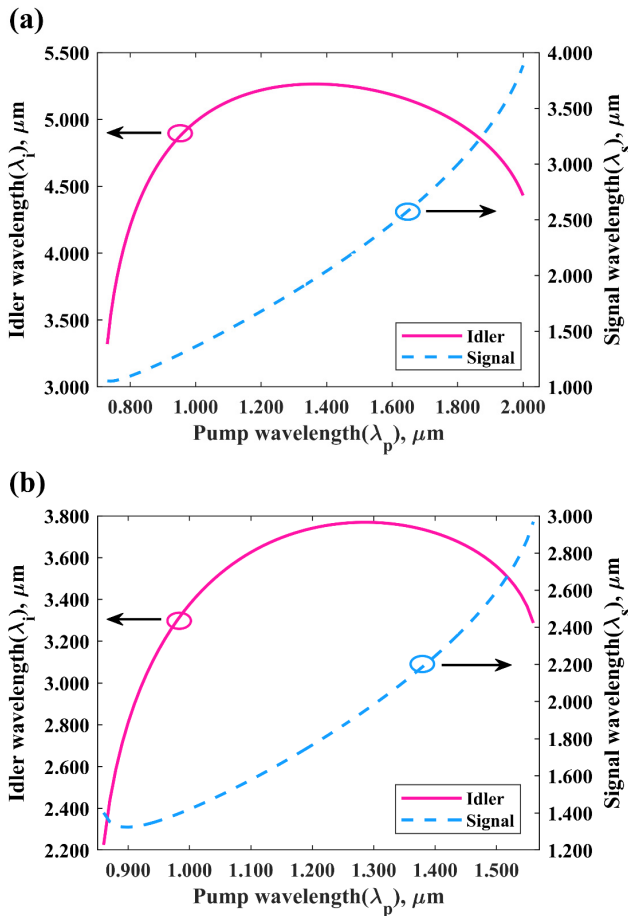 (a)
5.500
5.000
4.500
4.000
3.500
3.000
Idler wavelength(λi), μm
4.000
3.500
3.000
2.500
2.000
1.500
1.000
Signal wavelength(λs), μm
Idler
Signal
0.800 1.000 1.200 1.400 1.600 1.800 2.000
Pump wavelength(λp), μm
(b)
3.800
3.600
3.400
3.200
3.000
2.800
2.600
2.400
2.200
Idler wavelength(λi), μm
3.000
2.800
2.600
2.400
2.200
2.000
1.800
1.600
1.400
1.200
Signal wavelength(λs), μm
Idler
Signal
0.900 1.000 1.100 1.200 1.300 1.400 1.500
Pump wavelength(λp), μm